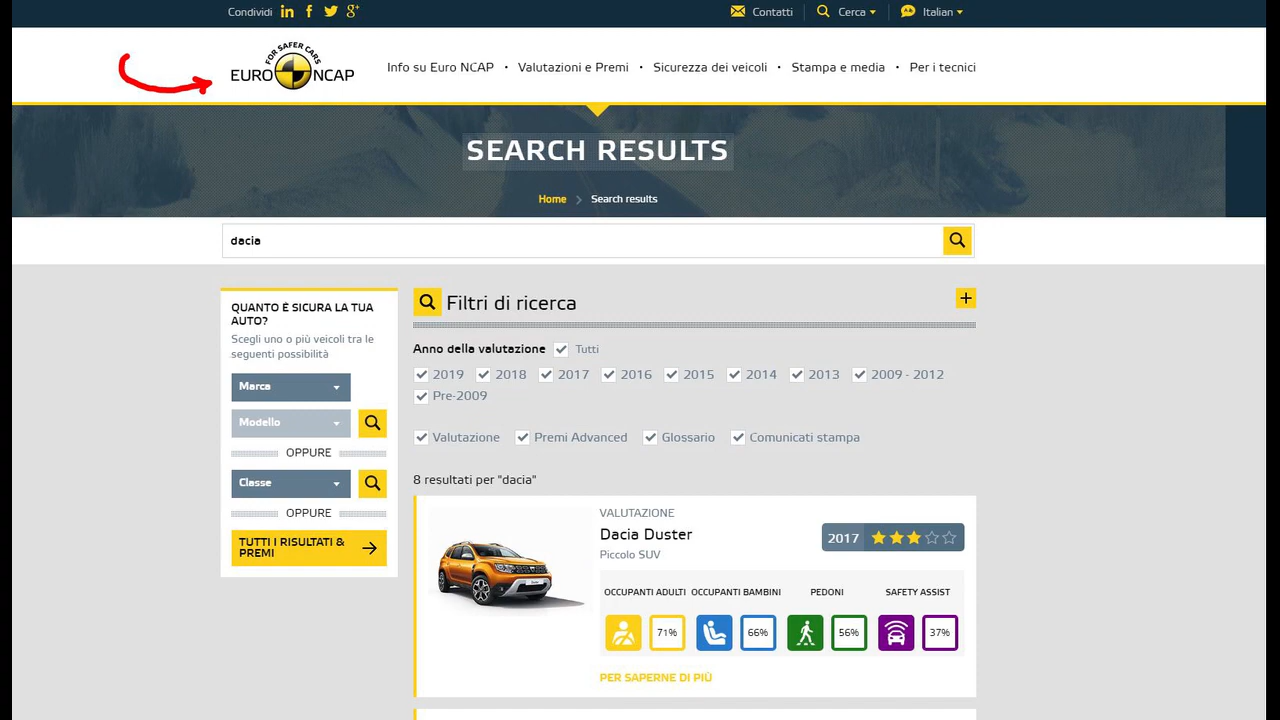 Condividi
Contatti
Cerca
Italian
FOR SAFER CARS
EURO NCAP
Info su Euro NCAP · Valutazioni e Premi · Sicurezza dei veicoli · Stampa e media · Per i tecnici
SEARCH RESULTS
Home Search results
dacia
QUANTO È SICURA LA TUA
AUTO?
Scegli uno o più veicoli tra le
seguenti possibilità
Marca
Modello
OPPURE
Classe
OPPURE
TUTTI I RISULTATI &
PREMI
Filtri di ricerca
Anno della valutazione Tutti
2019 2018 2017 2016 2015 2014 2013 2009 - 2012
Pre-2009
Valutazione Premi Advanced Glossario Comunicati stampa
8 resultati per "dacia"
VALUTAZIONE
Dacia Duster
Piccolo SUV
2017
OCCUPANTI ADULTI OCCUPANTI BAMBINI PEDONI SAFETY ASSIST
71% 66% 56% 37%
PER SAPERNE DI PIÙ